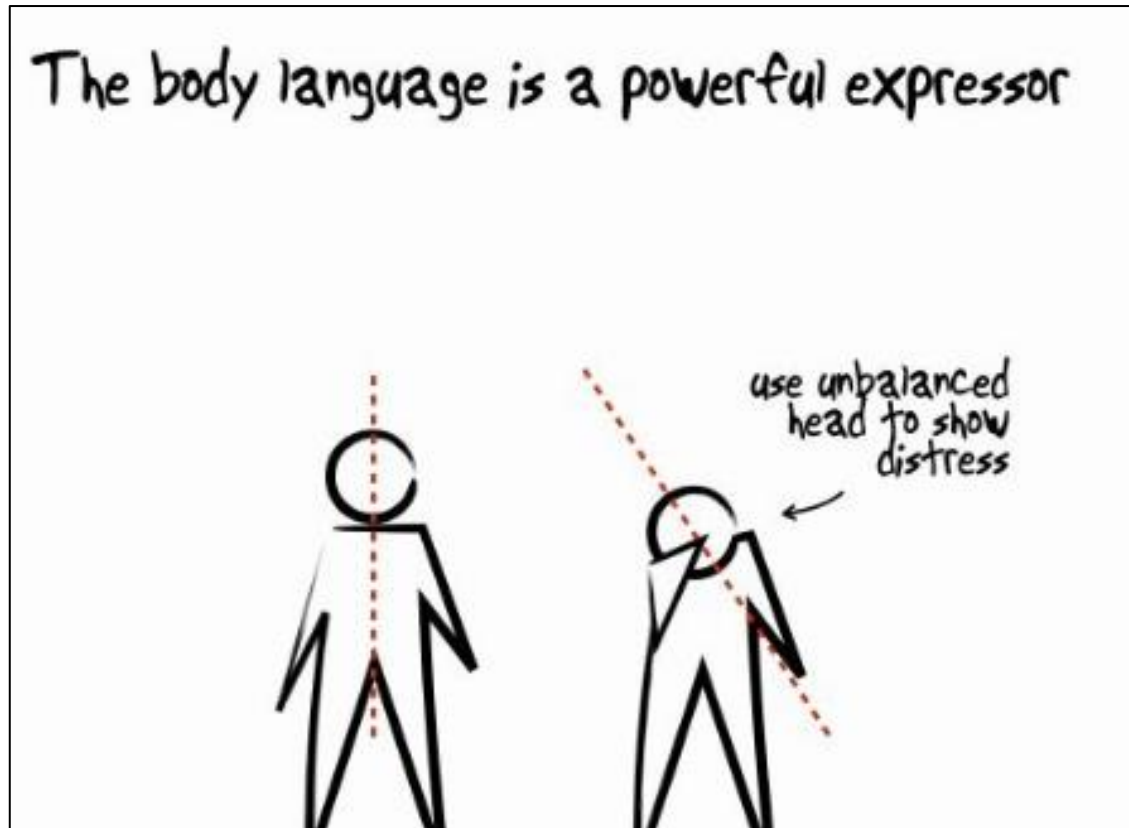 The body language is a powerful expressor
use unbalanced
head to show
distress